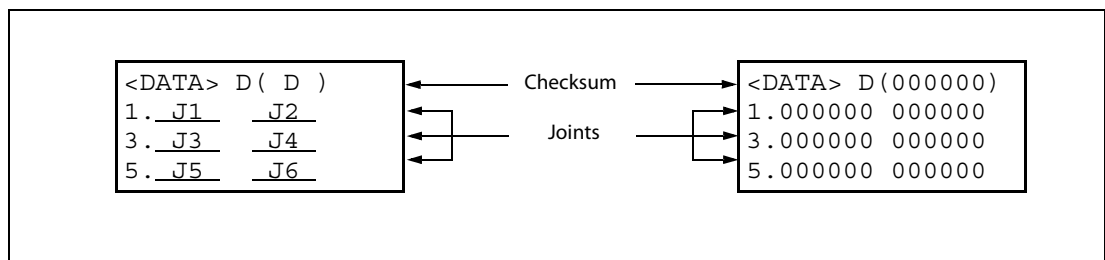 <DATA> D( D )
1. J1 J2
3. J3 J4
5. J5 J6
Checksum
Joints
<DATA> D(000000)
1.000000 000000
3.000000 000000
5.000000 000000